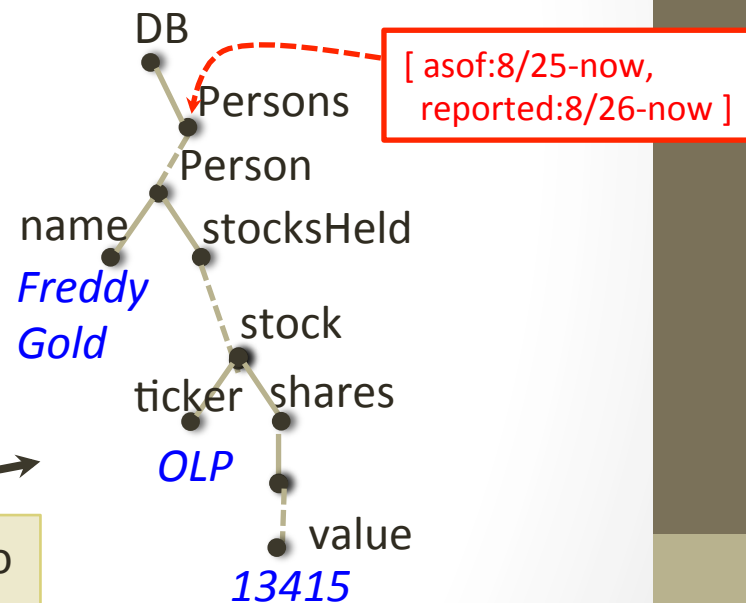 DB
[ asof:8/25-now,
reported:8/26-now ]
Persons
Person
name
stocksHeld
Freddy
Gold
stock
ticker
shares
OLP
value
13415